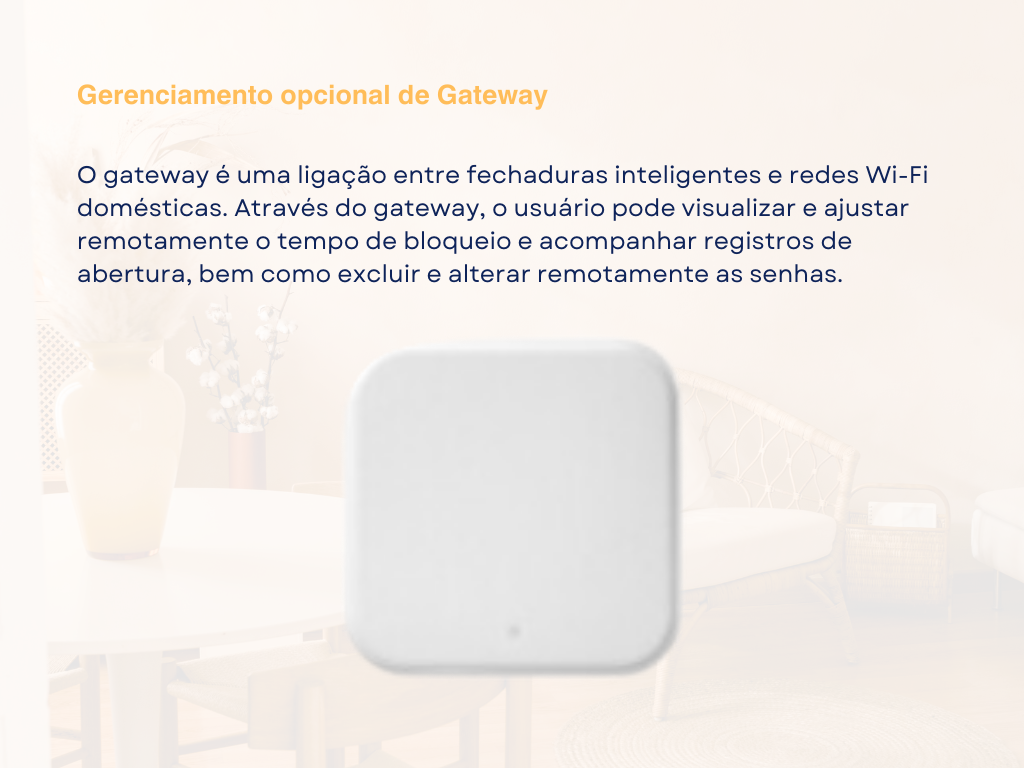 Gerenciamento opcional de Gateway
O gateway é uma ligação entre fechaduras inteligentes e redes Wi-Fi
domésticas. Através do gateway, o usuário pode visualizar e ajustar
remotamente o tempo de bloqueio e acompanhar registros de
abertura, bem como excluir e alterar remotamente as senhas.